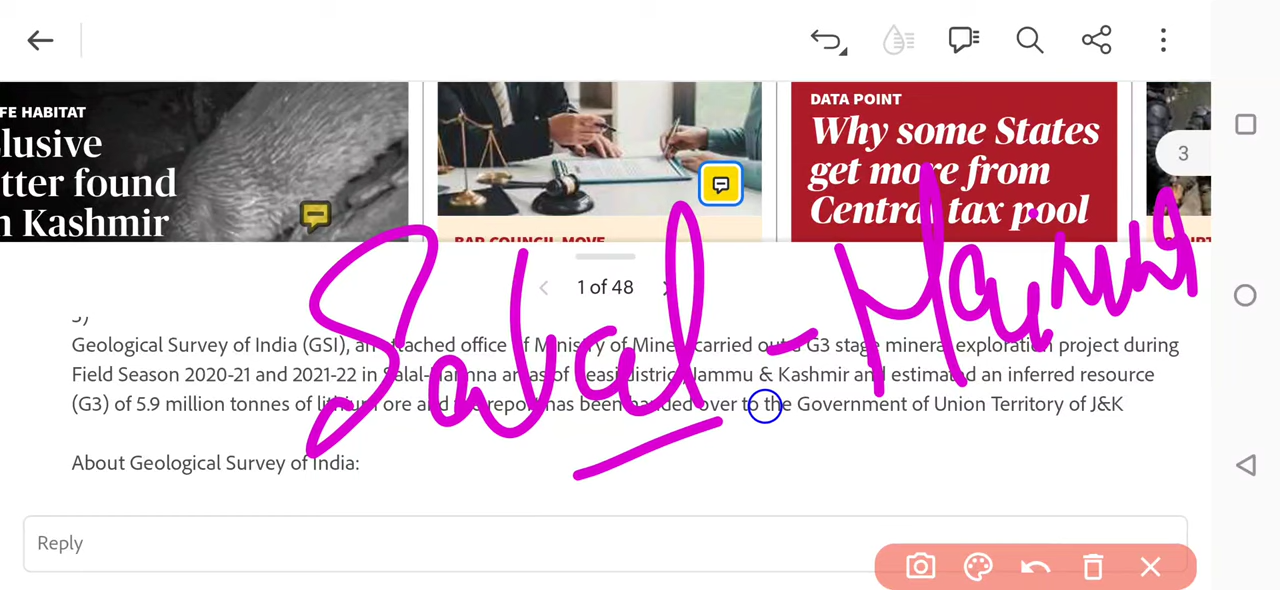 FE HABITAT
lusive
tter found
n Kashmir
BAR COUNCIL MOVE
DATA POINT
Why some States
get more from
Central tax pool
3
1 of 48
3)
Geological Survey of India (GSI), an attached office of Ministry of Mines carried out a G3 stage mineral exploration project during
Field Season 2020-21 and 2021-22 in Salal-Haimna areas of Reasi district, Jammu & Kashmir and estimated an inferred resource
(G3) of 5.9 million tonnes of lithium ore and the report has been handed over to the Government of Union Territory of J&K
About Geological Survey of India:
Salal -
Reply